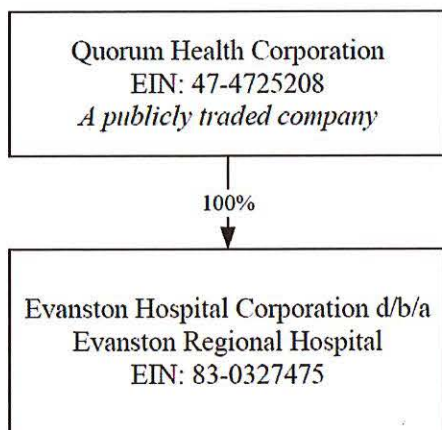 Quorum Health Corporation
EIN: 47-4725208
A publicly traded company
100%
Evanston Hospital Corporation d/b/a
Evanston Regional Hospital
EIN: 83-0327475